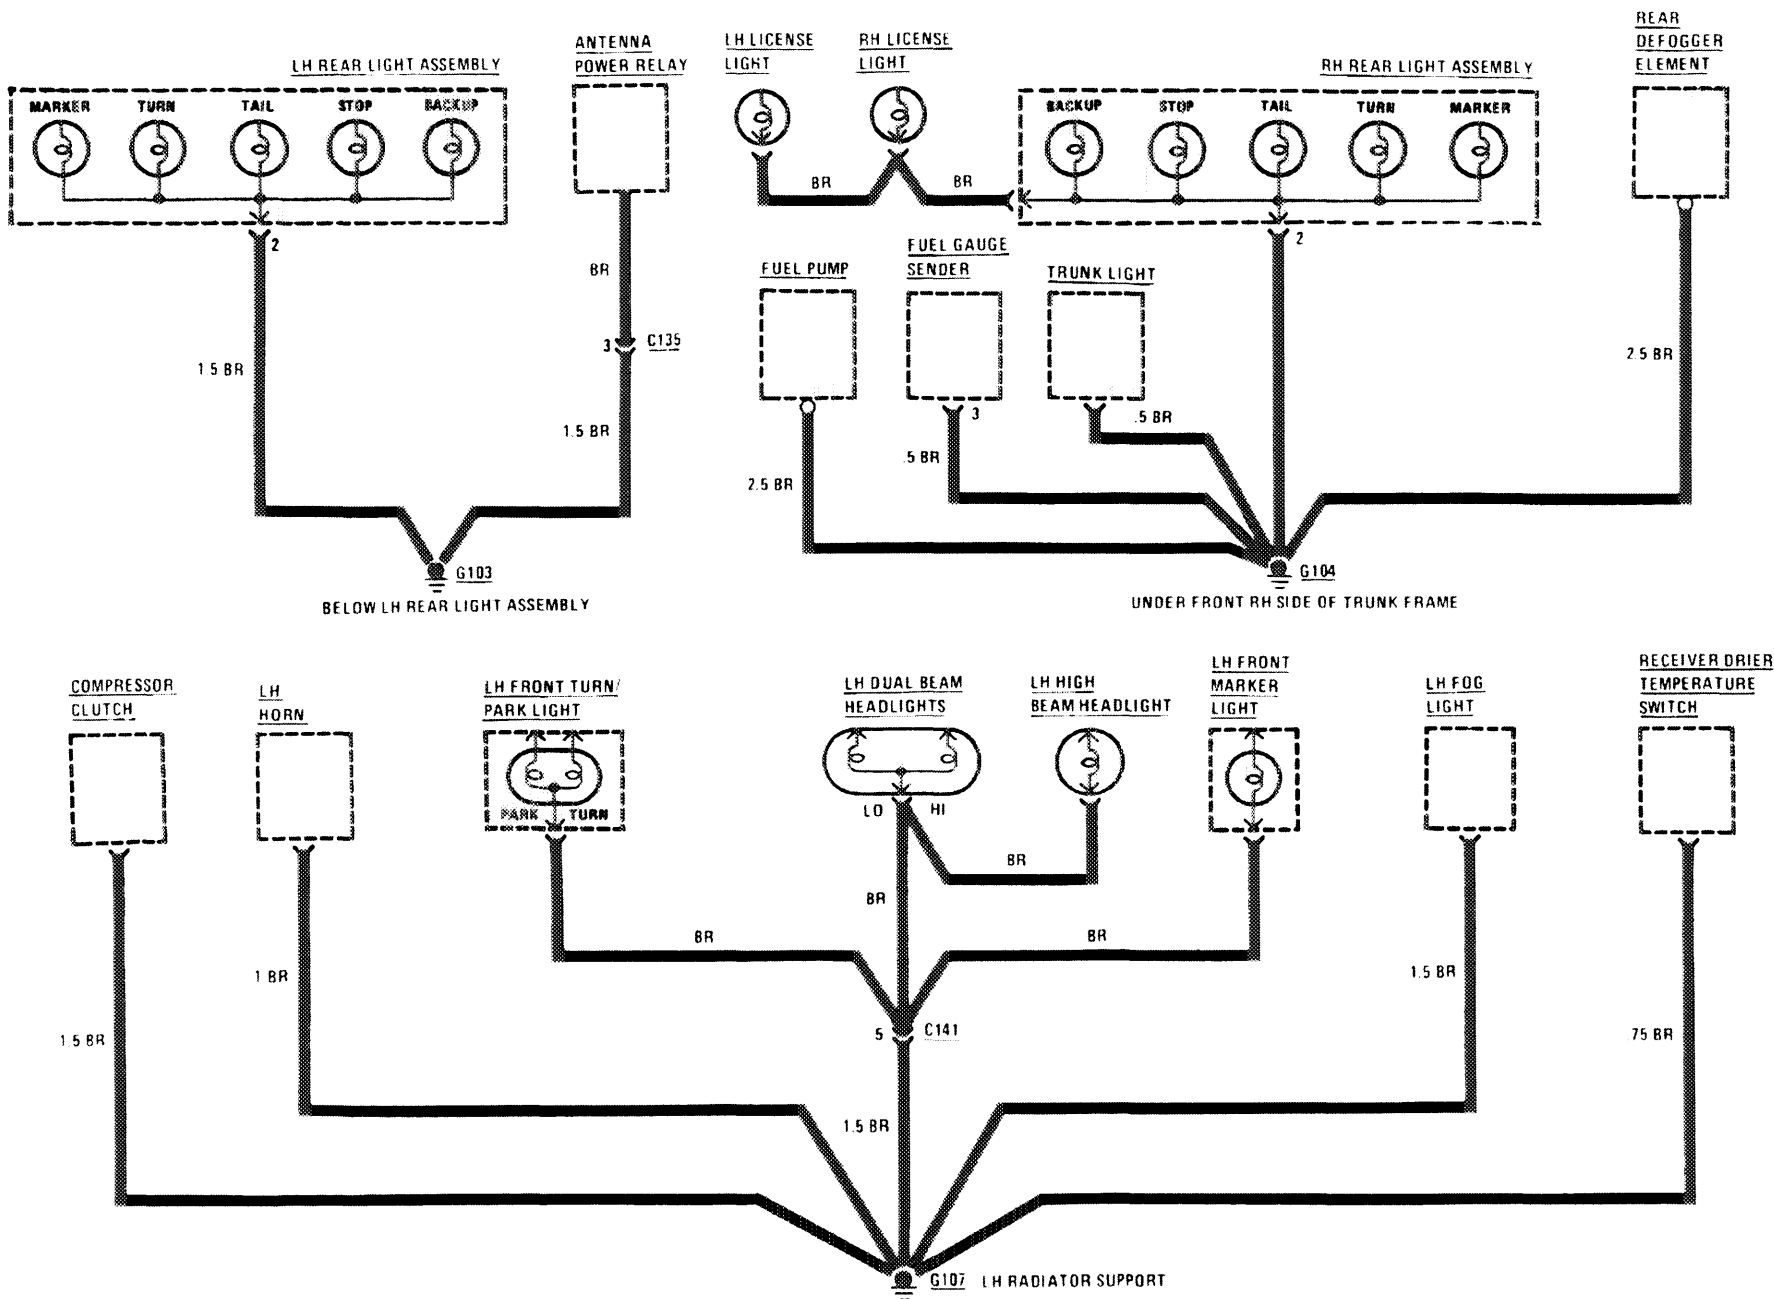 REAR
DEFOGGER
ELEMENT
ANTENNA
POWER RELAY
LH LICENSE
LIGHT
RH LICENSE
LIGHT
LH REAR LIGHT ASSEMBLY
RH REAR LIGHT ASSEMBLY
MARKER TURN TAIL STOP BACKUP
BACKUP STOP TAIL TURN MARKER
BR BR
2
2
BR
FUEL PUMP
FUEL GAUGE
SENDER
TRUNK LIGHT
3 C135
1.5 BR
2.5 BR
3
.5 BR
1.5 BR
.5 BR
2.5 BR
G103
BELOW LH REAR LIGHT ASSEMBLY
G104
UNDER FRONT RH SIDE OF TRUNK FRAME
COMPRESSOR
CLUTCH
LH
HORN
LH FRONT TURN/
PARK LIGHT
LH DUAL BEAM
HEADLIGHTS
LH HIGH
BEAM HEADLIGHT
LH FRONT
MARKER
LIGHT
LH FOG
LIGHT
RECEIVER DRIER
TEMPERATURE
SWITCH
PARK TURN
LO HI
BR
BR
BR
BR
1 BR
1.5 BR
5 C141
1.5 BR
75 BR
1.5 BR
G107 LH RADIATOR SUPPORT